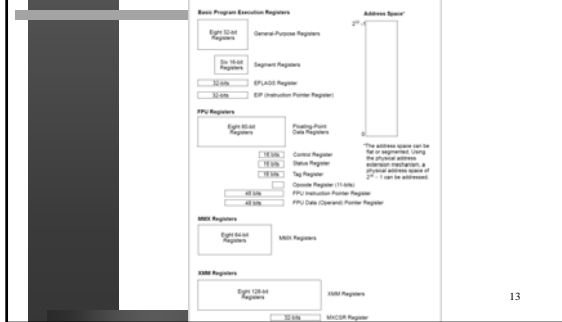 Basic Program Execution Registers
Address Space*
2³² -1
Eight 32-bit
Registers
General-Purpose Registers
Six 16-bit
Registers
Segment Registers
32-bits
EFLAGS Register
32-bits
EIP (Instruction Pointer Register)
FPU Registers
Eight 80-bit
Registers
Floating-Point
Data Registers
0
*The address space can be
flat or segmented. Using
the physical address
extension mechanism, a
physical address space of
2³⁶ - 1 can be addressed.
16 bits
Control Register
16 bits
Status Register
16 bits
Tag Register
Opcode Register (11-bits)
48 bits
FPU Instruction Pointer Register
48 bits
FPU Data (Operand) Pointer Register
MMX Registers
Eight 64-bit
Registers
MMX Registers
XMM Registers
Eight 128-bit
Registers
XMM Registers
32-bits
MXCSR Register
13